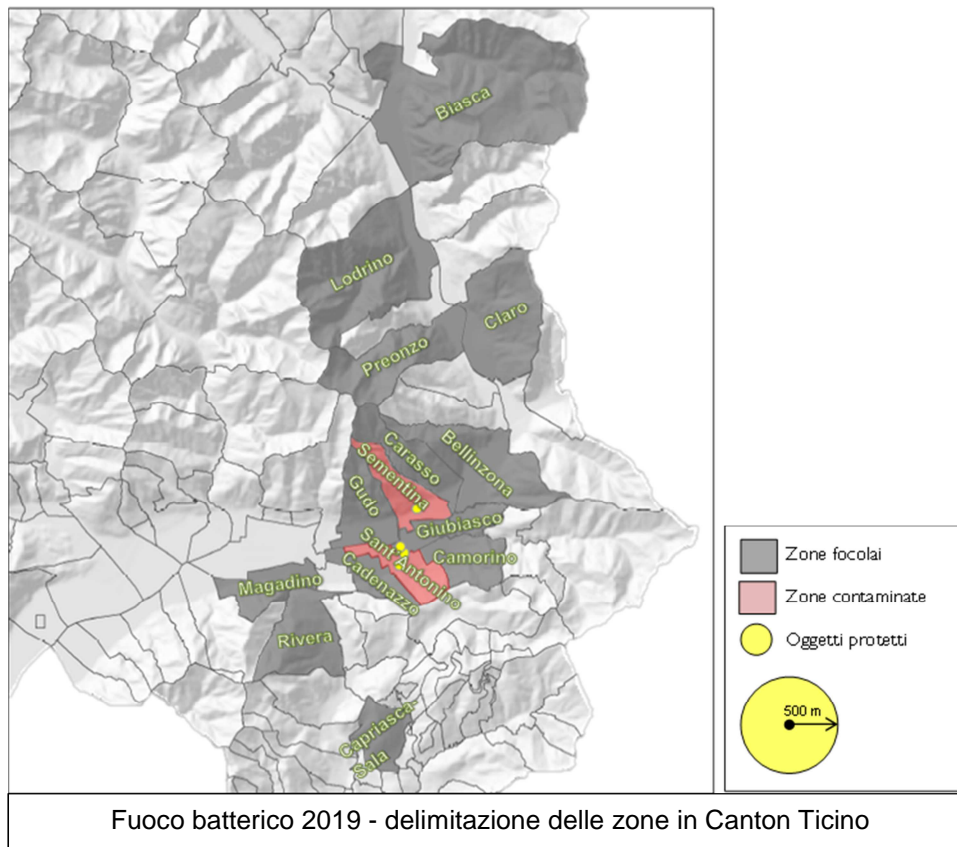 Biasca
Lodrino
Claro
Preonzo
Carasso
Bellinzona
Sementina
Gudo
Giubiasco
Sant'Antonino
Camorino
Cadenazzo
Magadino
Rivera
Capriasca-
Sala
Zone focolai
Zone contaminate
Oggetti protetti
500 m
Fuoco batterico 2019 - delimitazione delle zone in Canton Ticino